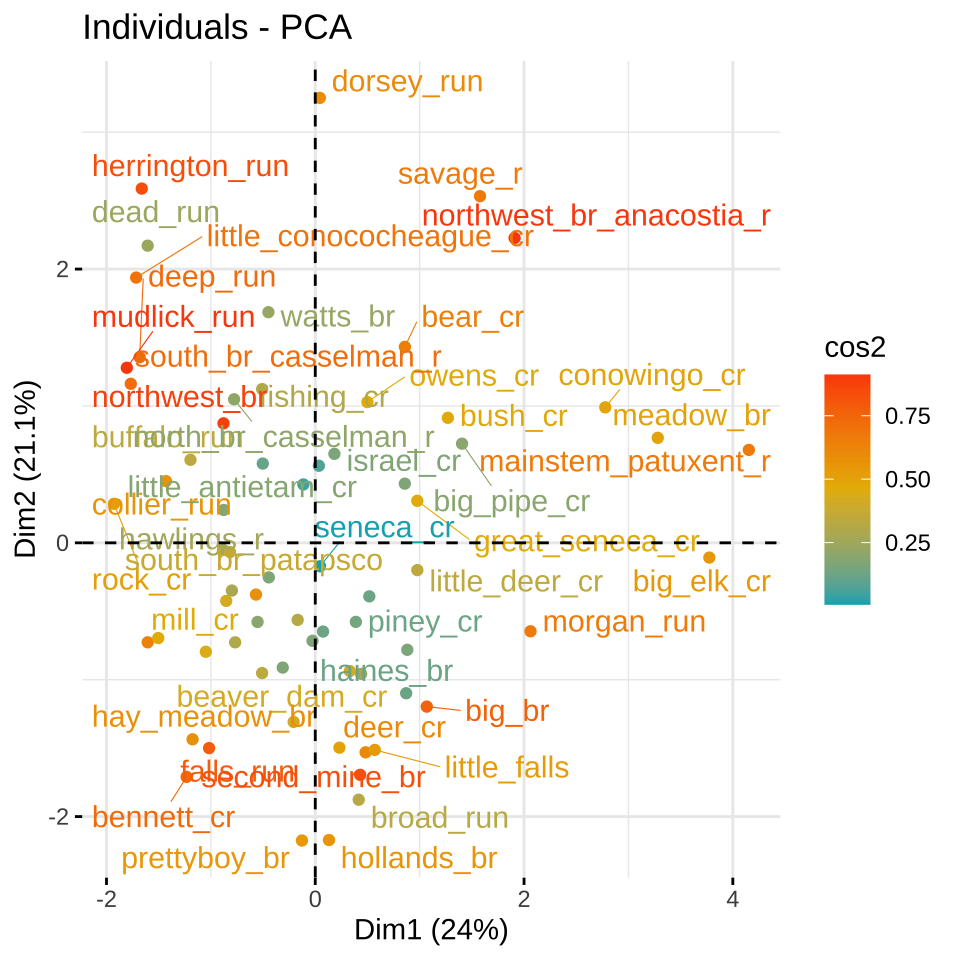 Individuals - PCA
dorsey_run
herrington_run
savage_r
dead_run
northwest_br_anacostia_r
little_conococheague_cr
2
deep_run
mudlick_run
watts_br
bear_cr
south_br_casselman_r
owens_cr
conowingo_cr
northwest_br
fishing_cr
bush_cr
meadow_br
buffalo_run
north_br_casselman_r
israel_cr
mainstem_patuxent_r
little_antietam_cr
big_pipe_cr
collier_run
seneca_cr
hawlings_r
great_seneca_cr
0
south_br_patapsco
rock_cr
little_deer_cr
big_elk_cr
mill_cr
piney_cr
morgan_run
haines_br
beaver_dam_cr
hay_meadow_br
big_br
deer_cr
falls_run
second_mine_br
little_falls
-2
bennett_cr
broad_run
prettyboy_br
hollands_br
-2
0
2
4
Dim1 (24%)
Dim2 (21.1%)
cos2
0.75
0.50
0.25